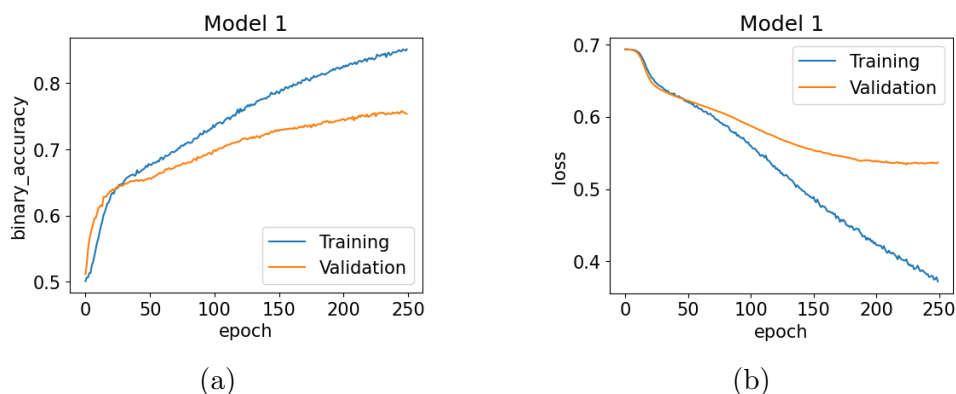 Model 1
binary_accuracy
0.8
0.7
0.6
0.5
Training
Validation
0 50 100 150 200 250
epoch
(a)
Model 1
loss
0.7
0.6
0.5
0.4
Training
Validation
0 50 100 150 200 250
epoch
(b)